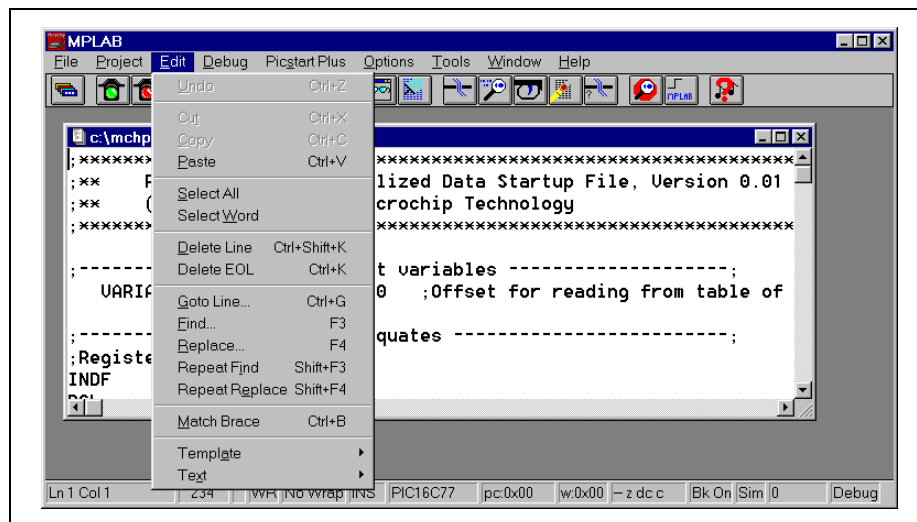 MPLAB
File Project Edit Debug Picstart Plus Options Tools Window Help
MPLAB
Undo Ctrl+Z
Cut Ctrl+X
Copy Ctrl+C
Paste Ctrl+V
Select All
Select Word
Delete Line Ctrl+Shift+K
Delete EOL Ctrl+K
Goto Line... Ctrl+G
Find... F3
Replace... F4
Repeat Find Shift+F3
Repeat Replace Shift+F4
Match Brace Ctrl+B
Template
Text
c:\mchp
;******* **************************************
;** lized Data Startup File, Version 0.01
;** ( crochip Technology
;******* **************************************
;------- t variables --------------------;
VARIA 0 ;Offset for reading from table of
;------- quates -------------------------;
;Registe
INDF
Ln 1 Col 1 234 WR No Wrap INS PIC16C77 pc:0x00 w:0x00 – z dc c Bk On Sim 0 Debug